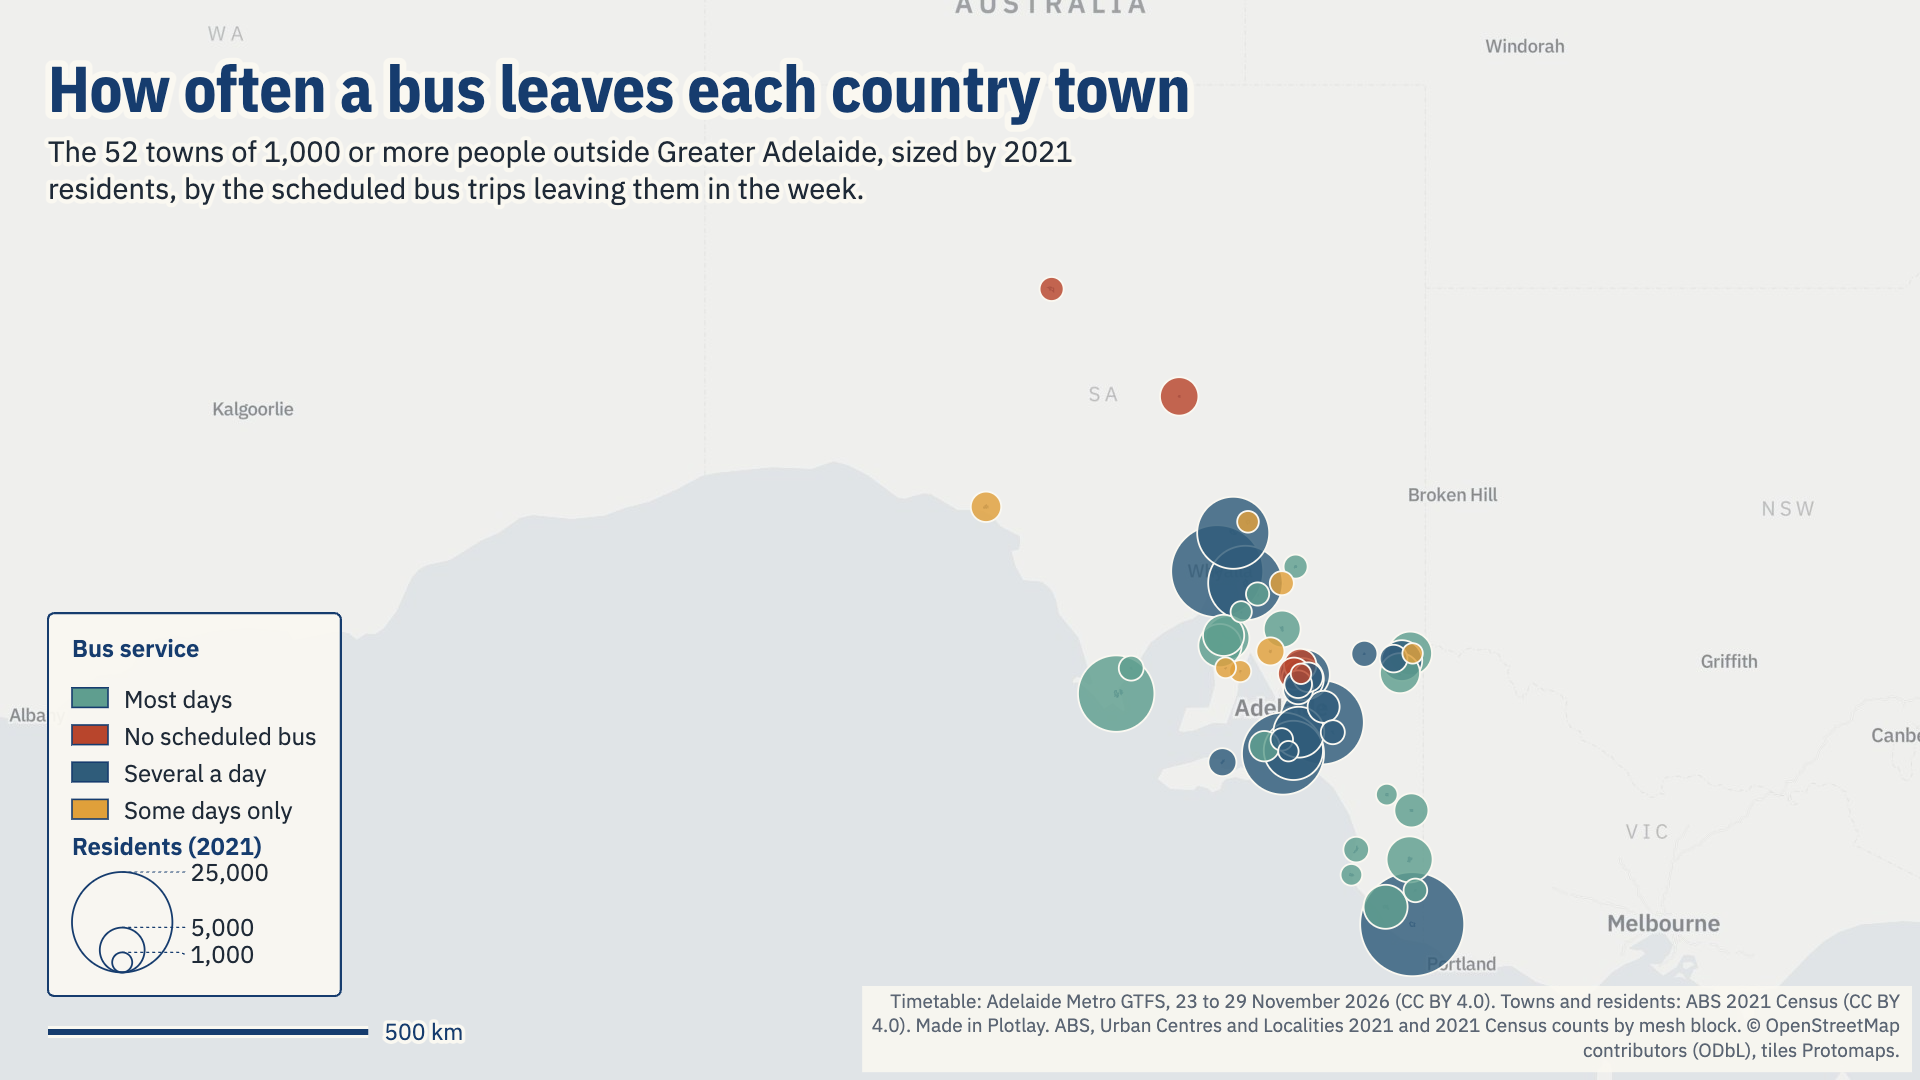 AUSTRALIA
WA
Windorah
How often a bus leaves each country town
The 52 towns of 1,000 or more people outside Greater Adelaide, sized by 2021
residents, by the scheduled bus trips leaving them in the week.
SA
Kalgoorlie
Broken Hill
NSW
Griffith
Adel
Alba
Canbe
VIC
Melbourne
Portland
Bus service
Most days
No scheduled bus
Several a day
Some days only
Residents (2021)
25,000
5,000
1,000
500 km
Timetable: Adelaide Metro GTFS, 23 to 29 November 2026 (CC BY 4.0). Towns and residents: ABS 2021 Census (CC BY
4.0). Made in Plotlay. ABS, Urban Centres and Localities 2021 and 2021 Census counts by mesh block. © OpenStreetMap
contributors (ODbL), tiles Protomaps.